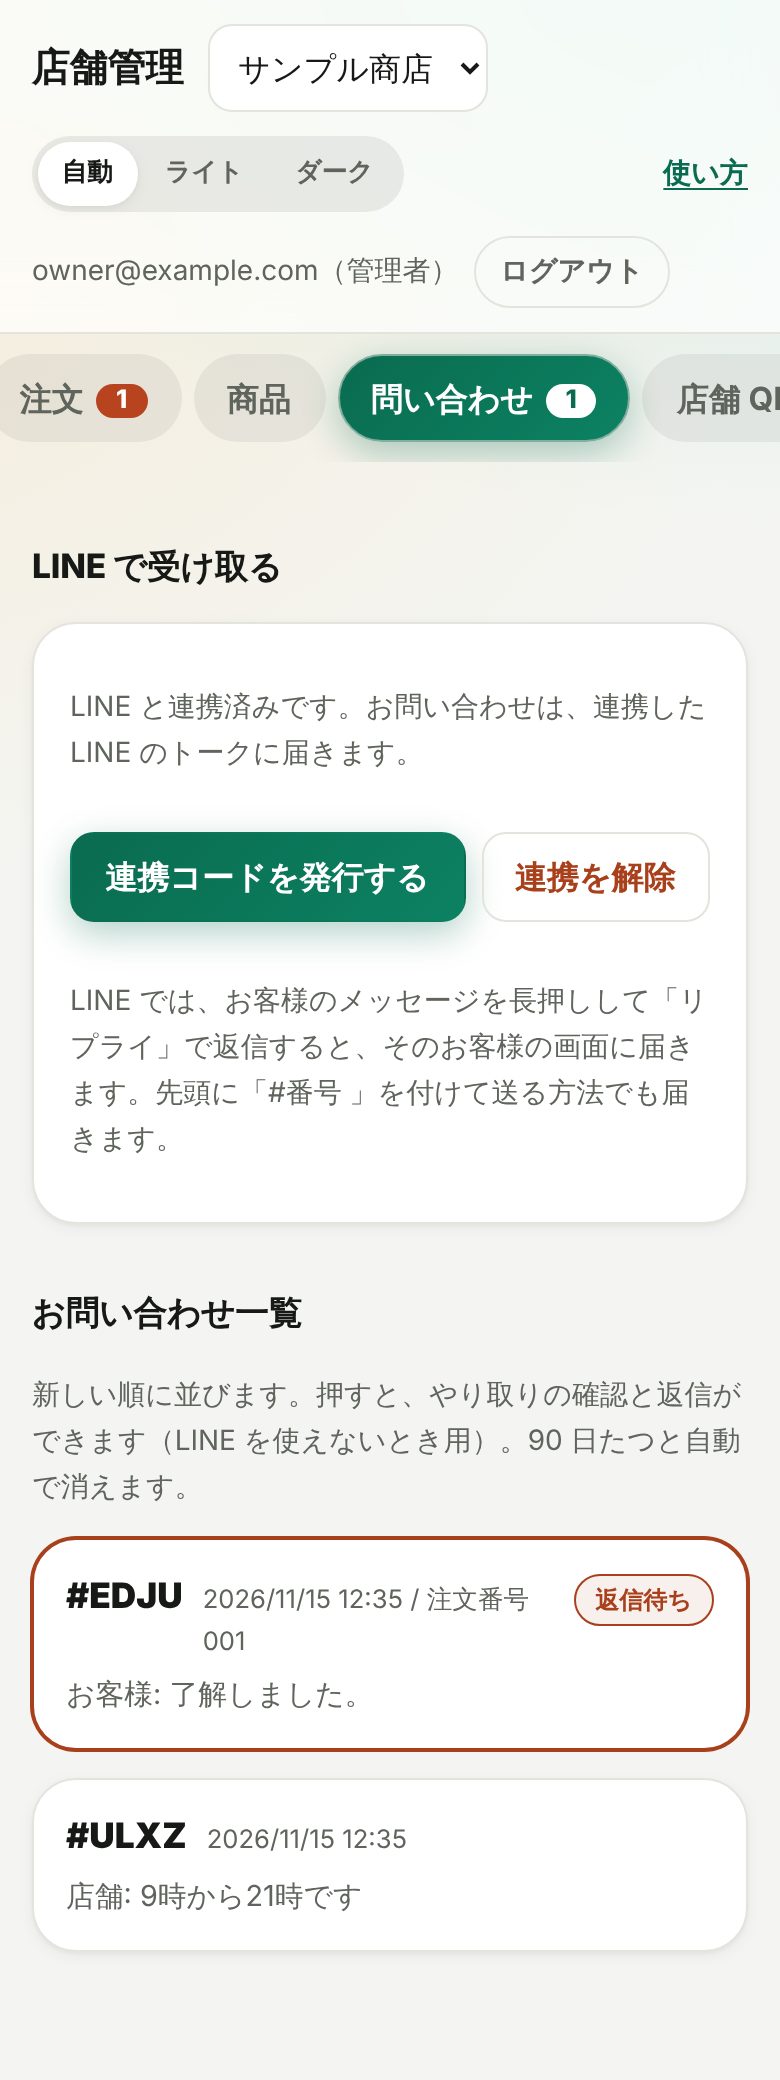 店舗管理 サンプル商店
自動 ライト ダーク 使い方
owner@example.com（管理者） ログアウト
注文 1 商品 問い合わせ 1 店舗
LINE で受け取る
LINE と連携済みです。お問い合わせは、連携した
LINE のトークに届きます。
連携コードを発行する 連携を解除
LINE では、お客様のメッセージを長押しして「リ
プライ」で返信すると、そのお客様の画面に届き
ます。先頭に「#番号 」を付けて送る方法でも届
きます。
お問い合わせ一覧
新しい順に並びます。押すと、やり取りの確認と返信が
できます（LINE を使えないとき用）。90 日たつと自動
で消えます。
#EDJU 2026/11/15 12:35 / 注文番号 返信待ち
001
お客様: 了解しました。
#ULXZ 2026/11/15 12:35
店舗: 9時から21時です